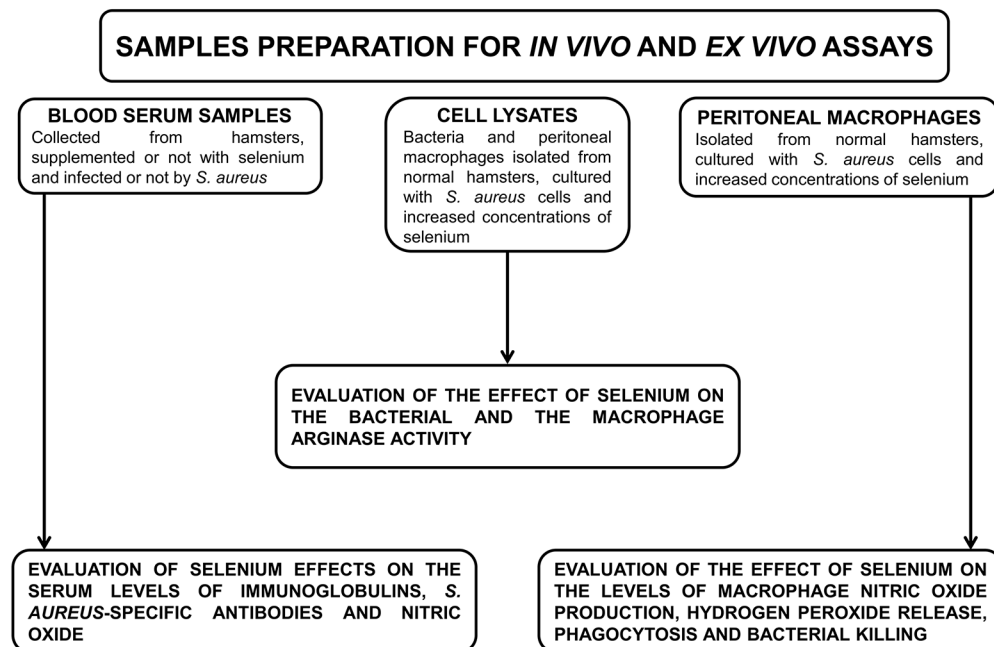 SAMPLES PREPARATION FOR IN VIVO AND EX VIVO ASSAYS
BLOOD SERUM SAMPLES
Collected from hamsters,
supplemented or not with selenium
and infected or not by S. aureus
CELL LYSATES
Bacteria and peritoneal
macrophages isolated from
normal hamsters, cultured
with S. aureus cells and
increased concentrations of
selenium
PERITONEAL MACROPHAGES
Isolated from normal hamsters,
cultured with S. aureus cells and
increased concentrations of selenium
EVALUATION OF THE EFFECT OF SELENIUM ON
THE BACTERIAL AND THE MACROPHAGE
ARGINASE ACTIVITY
EVALUATION OF SELENIUM EFFECTS ON THE
SERUM LEVELS OF IMMUNOGLOBULINS, S.
AUREUS-SPECIFIC ANTIBODIES AND NITRIC
OXIDE
EVALUATION OF THE EFFECT OF SELENIUM ON
THE LEVELS OF MACROPHAGE NITRIC OXIDE
PRODUCTION, HYDROGEN PEROXIDE RELEASE,
PHAGOCYTOSIS AND BACTERIAL KILLING